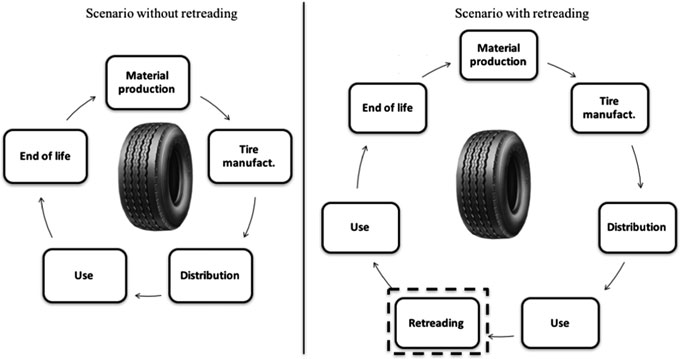 Scenario without retreading
Material
production
Tire
manufact.
Distribution
Use
End of life
Scenario with retreading
Material
production
Tire
manufact.
Distribution
Use
Retreading
Use
End of life